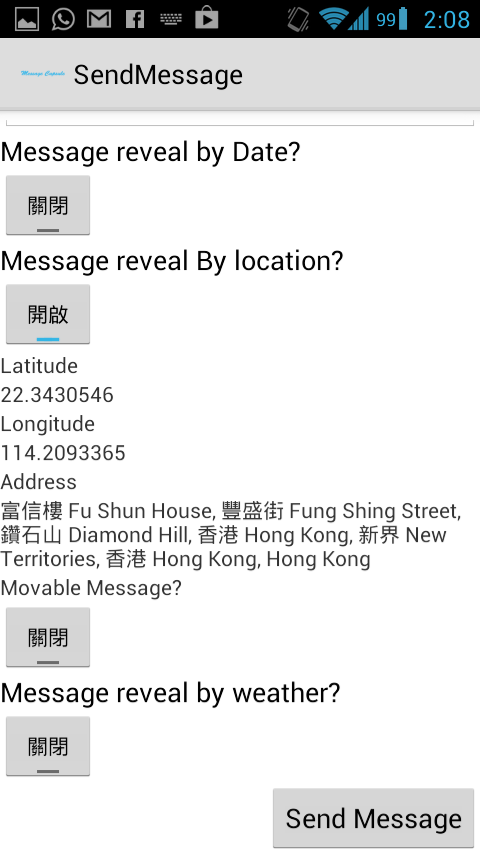 99 2:08
Message Capsule SendMessage
Message reveal by Date?
關閉
Message reveal By location?
開啟
Latitude
22.3430546
Longitude
114.2093365
Address
富信樓 Fu Shun House, 豐盛街 Fung Shing Street,
鑽石山 Diamond Hill, 香港 Hong Kong, 新界 New
Territories, 香港 Hong Kong, Hong Kong
Movable Message?
關閉
Message reveal by weather?
關閉
Send Message